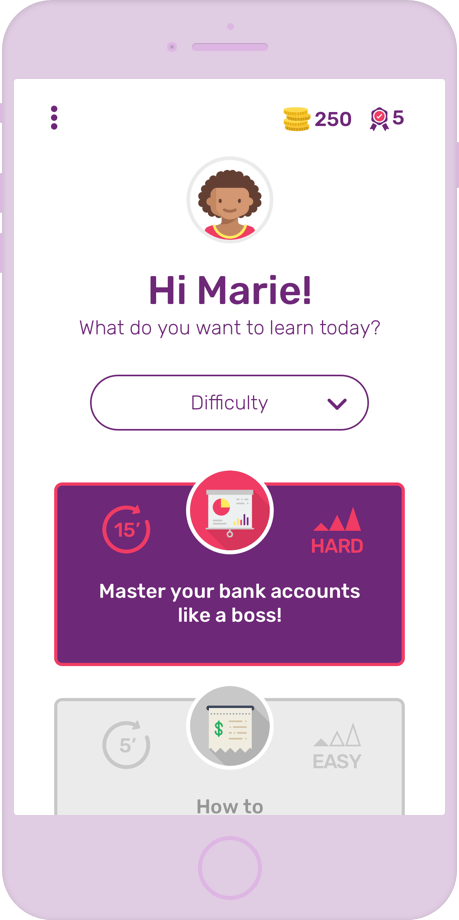 250 5
Hi Marie!
What do you want to learn today?
Difficulty
15’
HARD
Master your bank accounts
like a boss!
5’
$
EASY
How to